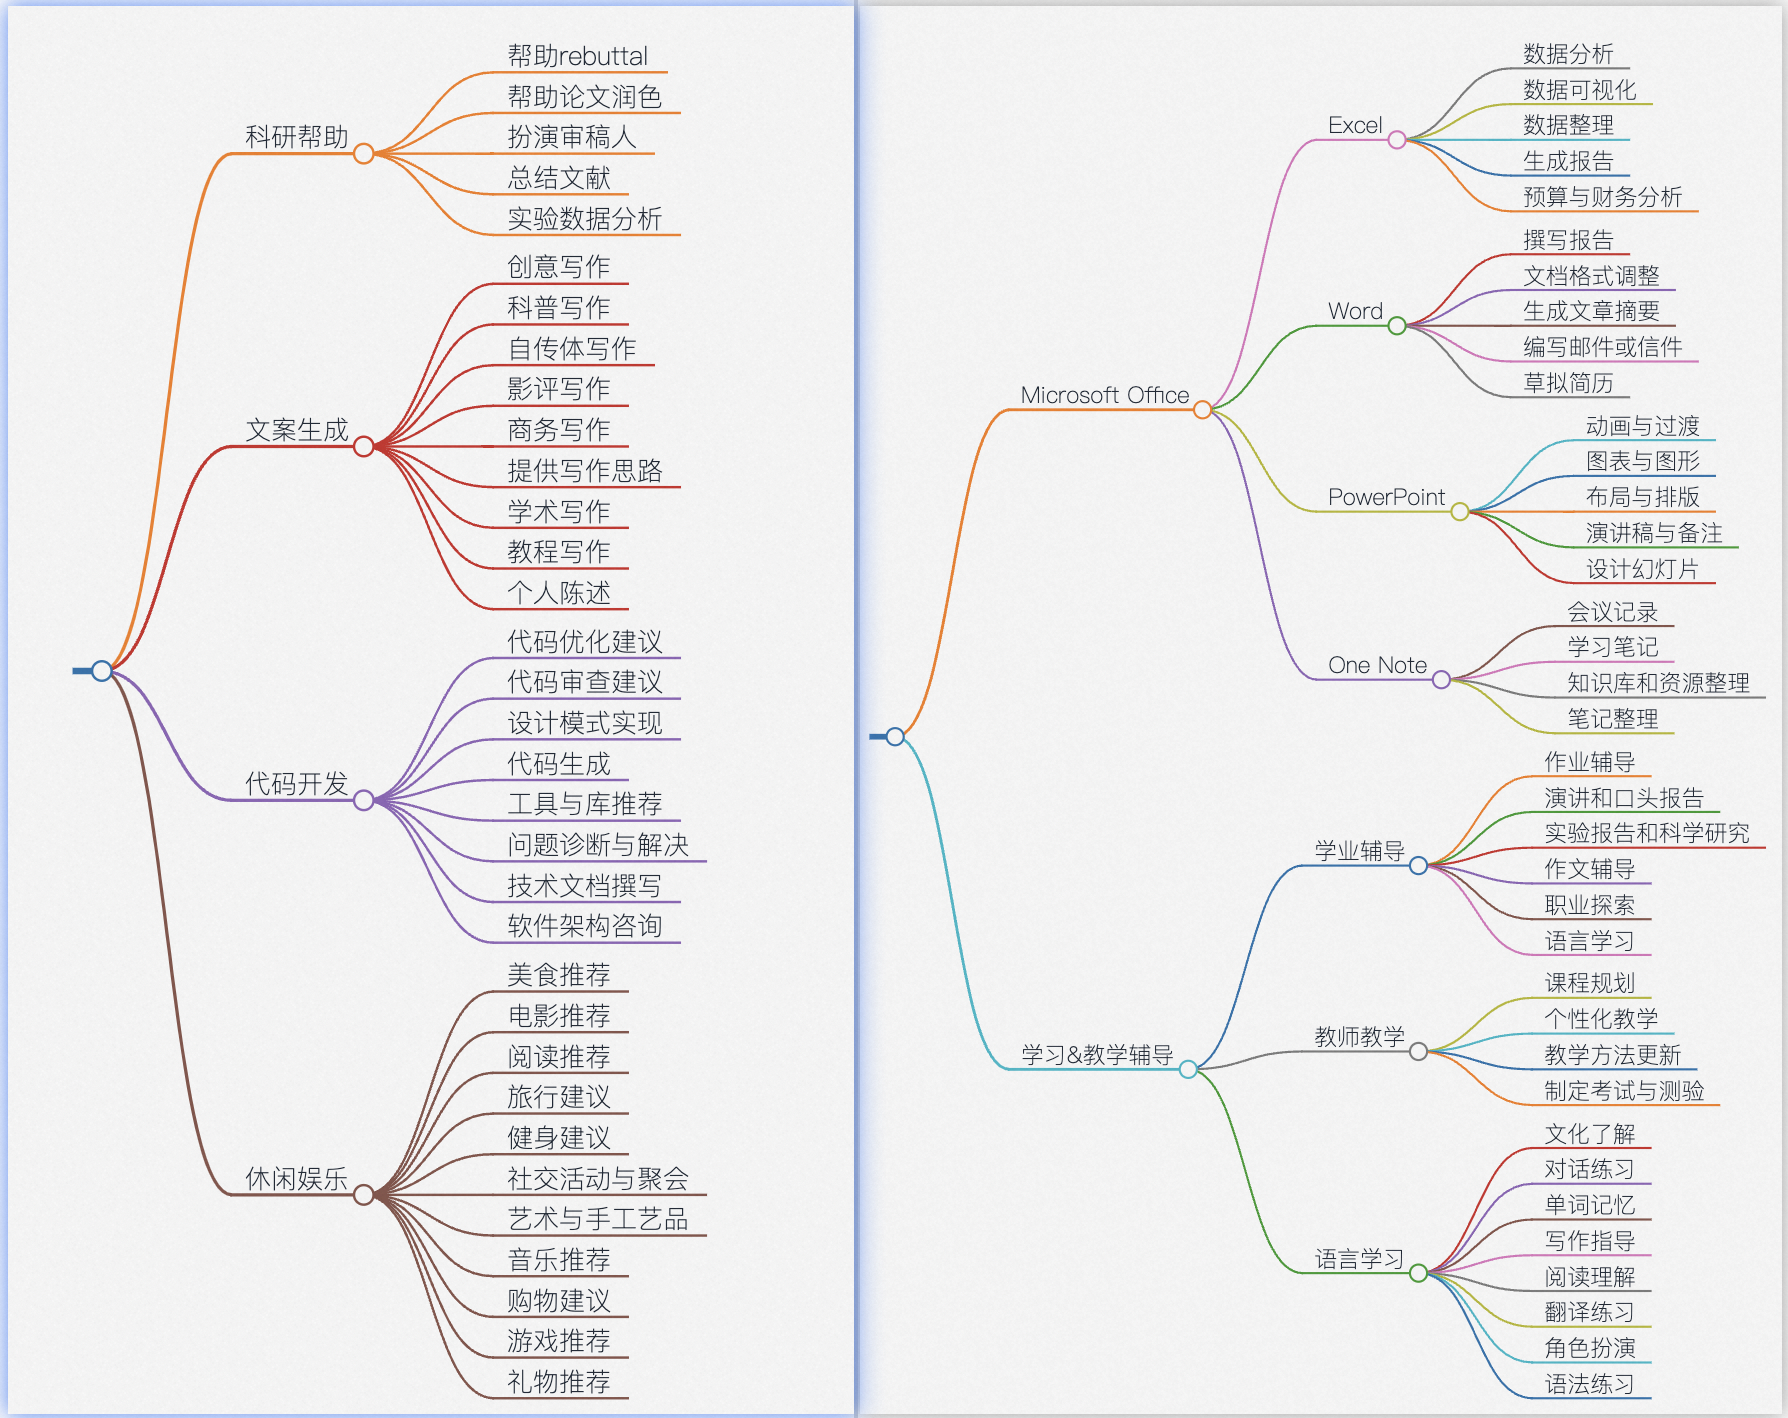 科研帮助
帮助rebuttal
帮助论文润色
扮演审稿人
总结文献
实验数据分析
文案生成
创意写作
科普写作
自传体写作
影评写作
商务写作
提供写作思路
学术写作
教程写作
个人陈述
代码开发
代码优化建议
代码审查建议
设计模式实现
代码生成
工具与库推荐
问题诊断与解决
技术文档撰写
软件架构咨询
休闲娱乐
美食推荐
电影推荐
阅读推荐
旅行建议
健身建议
社交活动与聚会
艺术与手工艺品
音乐推荐
购物建议
游戏推荐
礼物推荐
Microsoft Office
Excel
数据分析
数据可视化
数据整理
生成报告
预算与财务分析
Word
撰写报告
文档格式调整
生成文章摘要
编写邮件或信件
草拟简历
PowerPoint
动画与过渡
图表与图形
布局与排版
演讲稿与备注
设计幻灯片
One Note
会议记录
学习笔记
知识库和资源整理
笔记整理
学习&教学辅导
学业辅导
作业辅导
演讲和口头报告
实验报告和科学研究
作文辅导
职业探索
语言学习
教师教学
课程规划
个性化教学
教学方法更新
制定考试与测验
语言学习
文化了解
对话练习
单词记忆
写作指导
阅读理解
翻译练习
角色扮演
语法练习